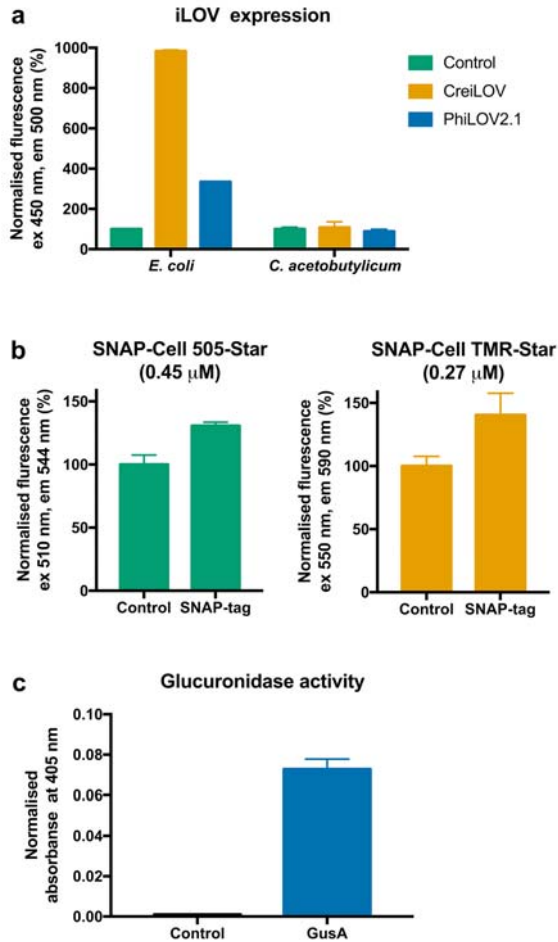 a
iLOV expression
Normalised flurescence
ex 450 nm, em 500 nm (%)
1000
800
600
400
200
0
E. coli
C. acetobutylicum
Control
CreiLOV
PhiLOV2.1
b
SNAP-Cell 505-Star
(0.45 µM)
Normalised flurescence
ex 510 nm, em 544 nm (%)
150
100
50
0
Control
SNAP-tag
SNAP-Cell TMR-Star
(0.27 µM)
Normalised flurescence
ex 550 nm, em 590 nm (%)
150
100
50
0
Control
SNAP-tag
c
Glucuronidase activity
Normalised
absorbanse at 405 nm
0.10
0.08
0.06
0.04
0.02
0.00
Control
GusA